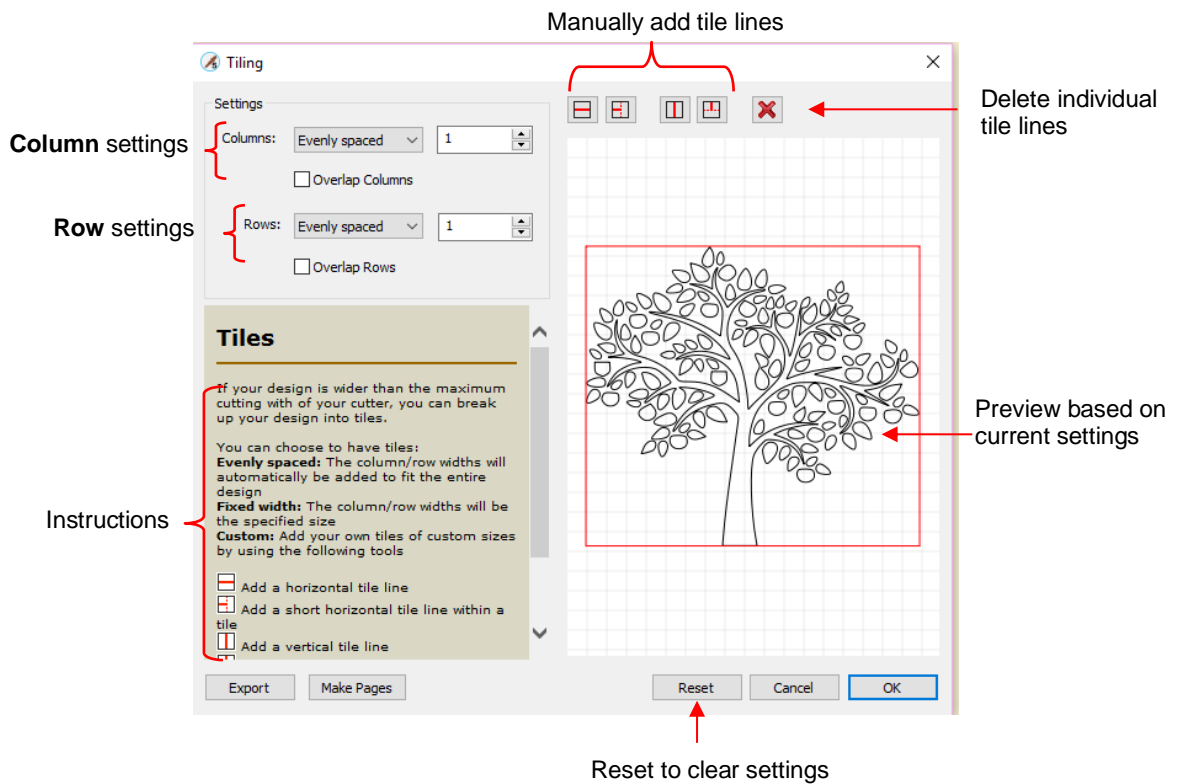 Manually add tile lines
Tiling
Delete individual
tile lines
Settings
Column settings
Columns:
Evenly spaced
1
Overlap Columns
Row settings
Rows:
Evenly spaced
1
Overlap Rows
Tiles
If your design is wider than the maximum
cutting with of your cutter, you can break
up your design into tiles.
You can choose to have tiles:
Evenly spaced: The column/row widths will
automatically be added to fit the entire
design
Fixed width: The column/row widths will be
the specified size
Custom: Add your own tiles of custom sizes
by using the following tools
Add a horizontal tile line
Add a short horizontal tile line within a
tile
Add a vertical tile line
Instructions
Preview based on
current settings
Export
Make Pages
Reset
Cancel
OK
Reset to clear settings